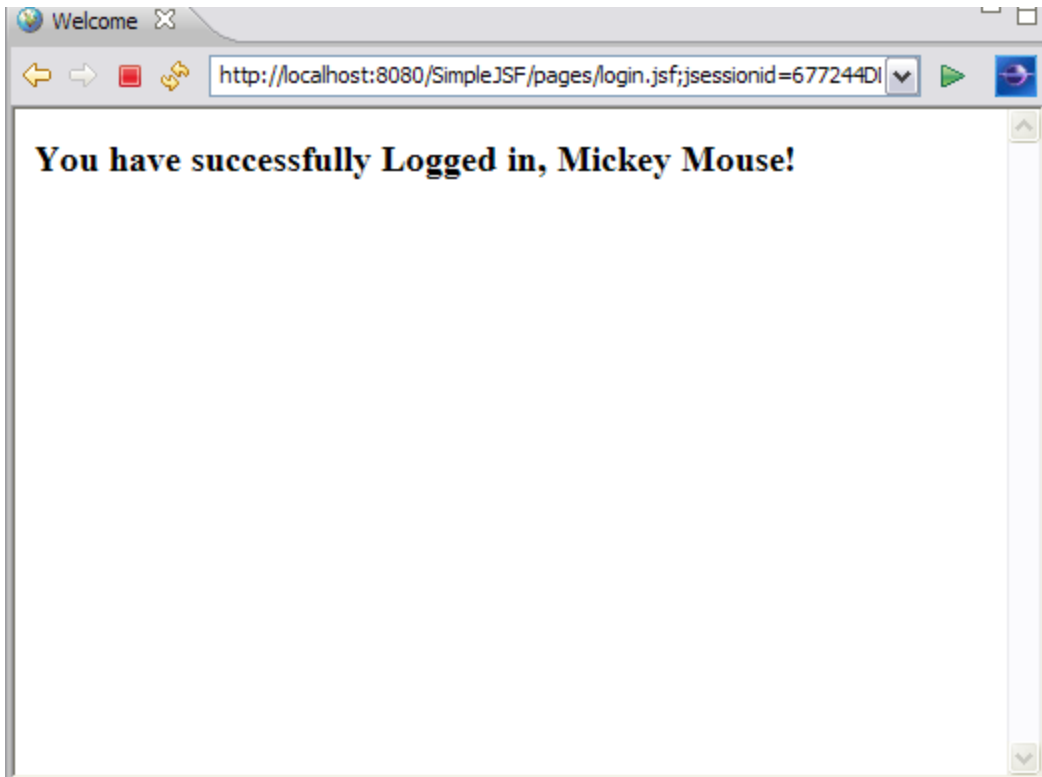 Welcome
http://localhost:8080/SimpleJSF/pages/login.jsf;jsessionid=677244D
You have successfully Logged in, Mickey Mouse!